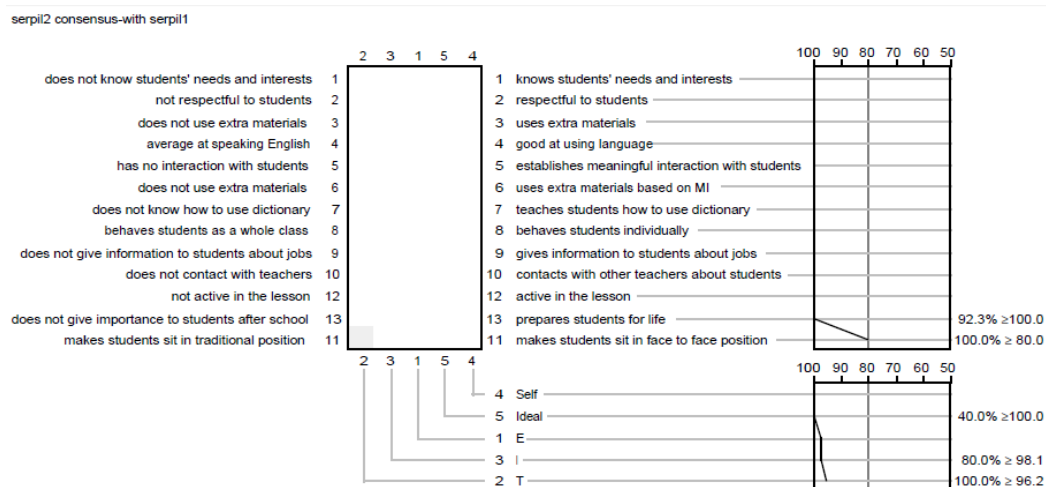 serpil2 consensus-with serpil1
2 3 1 5 4 100 90 80 70 60 50
does not know students' needs and interests 1 1 knows students' needs and interests
not respectful to students 2 2 respectful to students
does not use extra materials 3 3 uses extra materials
average at speaking English 4 4 good at using language
has no interaction with students 5 5 establishes meaningful interaction with students
does not use extra materials 6 6 uses extra materials based on MI
does not know how to use dictionary 7 7 teaches students how to use dictionary
behaves students as a whole class 8 8 behaves students individually
does not give information to students about jobs 9 9 gives information to students about jobs
does not contact with teachers 10 10 contacts with other teachers about students
not active in the lesson 12 12 active in the lesson
does not give importance to students after school 13 13 prepares students for life 92.3% ≥100.0
makes students sit in traditional position 11 11 makes students sit in face to face position 100.0% ≥ 80.0
2 3 1 5 4 100 90 80 70 60 50
4 Self
5 Ideal 40.0% ≥100.0
1 E
3 I 80.0% ≥ 98.1
2 T 100.0% ≥ 96.2